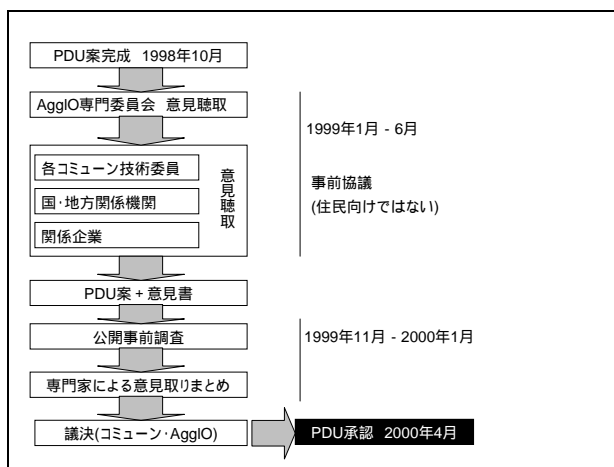 PDU案完成 1998年10月
AgglO専門委員会 意見聴取
1999年1月 - 6月
事前協議
(住民向けではない)
各コミューン技術委員
国・地方関係機関
関係企業
意見聴取
PDU案 + 意見書
公開事前調査
1999年11月 - 2000年1月
専門家による意見取りまとめ
議決(コミューン・AgglO)
PDU承認 2000年4月